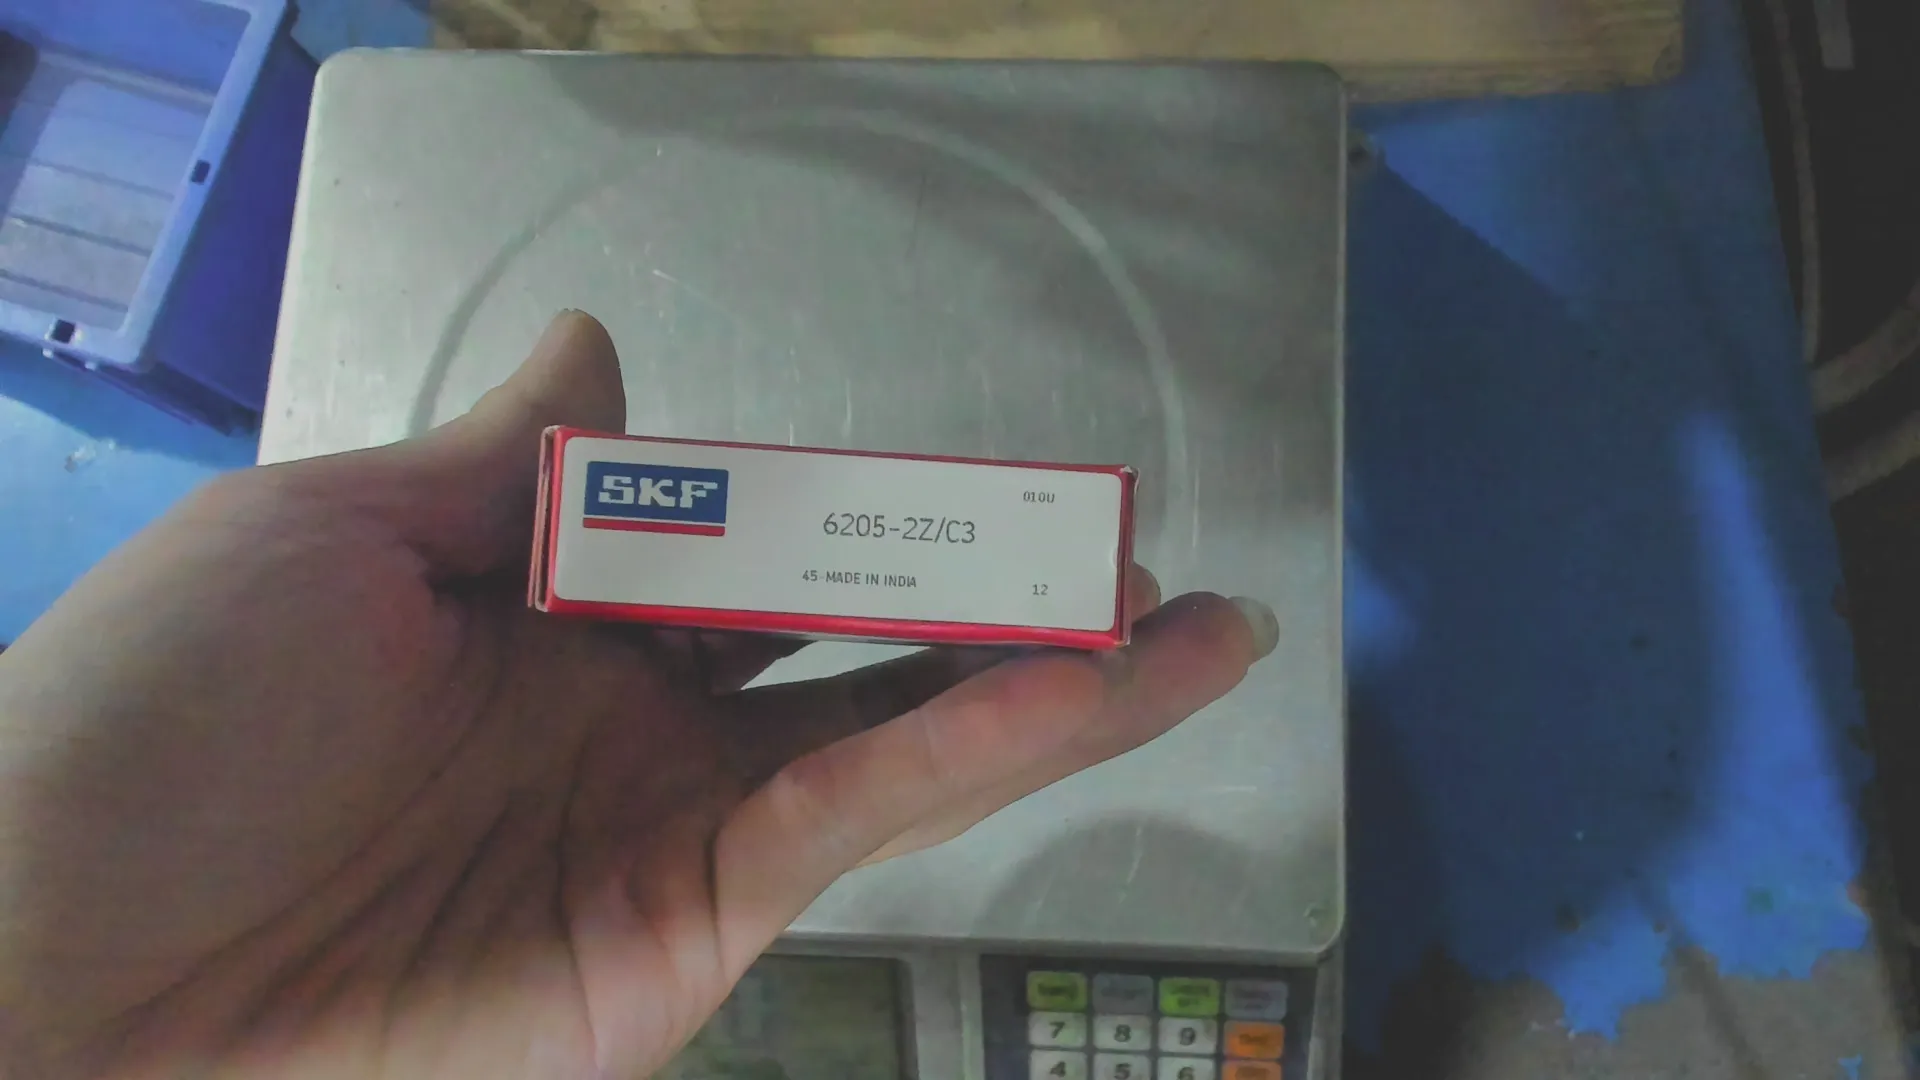 SKF
010U
6205-2Z/C3
45-MADE IN INDIA
12
7 8 9
4 5 6